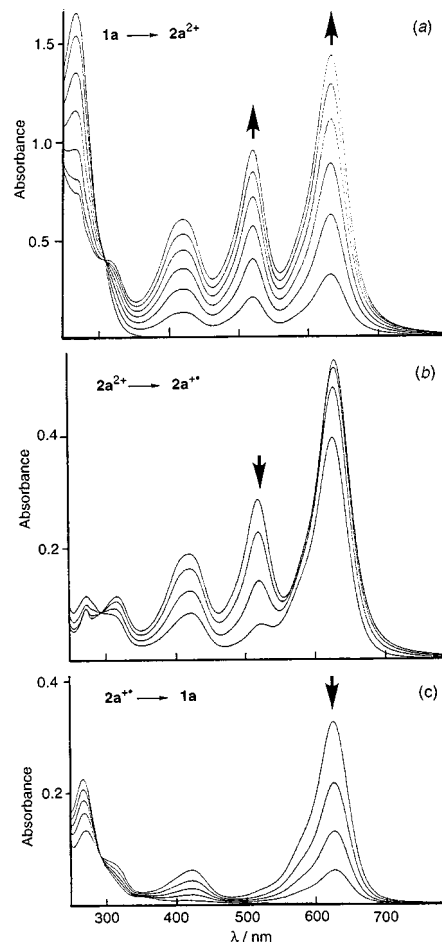 (a)
1a → 2a2+
1.5
1.0
0.5
Absorbance
(b)
2a2+ → 2a+•
0.4
0.2
Absorbance
(c)
2a+• → 1a
0.4
0.2
Absorbance
300 400 500 600 700
λ / nm